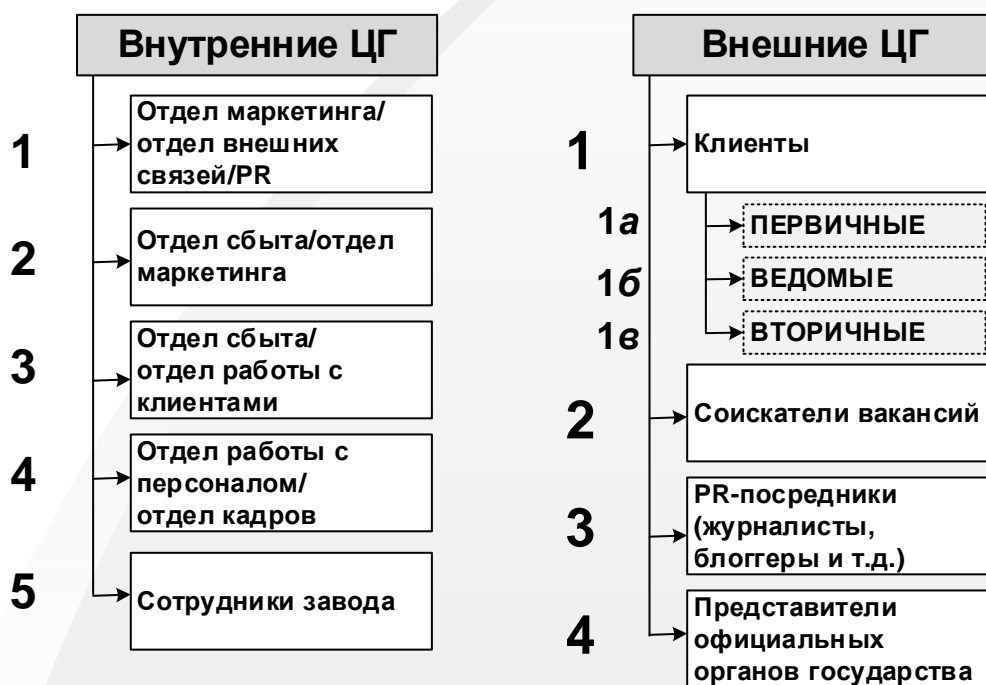 Внутренние ЦГ
1
Отдел маркетинга/
отдел внешних
связей/PR
2
Отдел сбыта/отдел
маркетинга
3
Отдел сбыта/
отдел работы с
клиентами
4
Отдел работы с
персоналом/
отдел кадров
5
Сотрудники завода
Внешние ЦГ
1
Клиенты
1а
ПЕРВИЧНЫЕ
1б
ВЕДОМЫЕ
1в
ВТОРИЧНЫЕ
2
Соискатели вакансий
3
PR-посредники
(журналисты,
блоггеры и т.д.)
4
Представители
официальных
органов государства